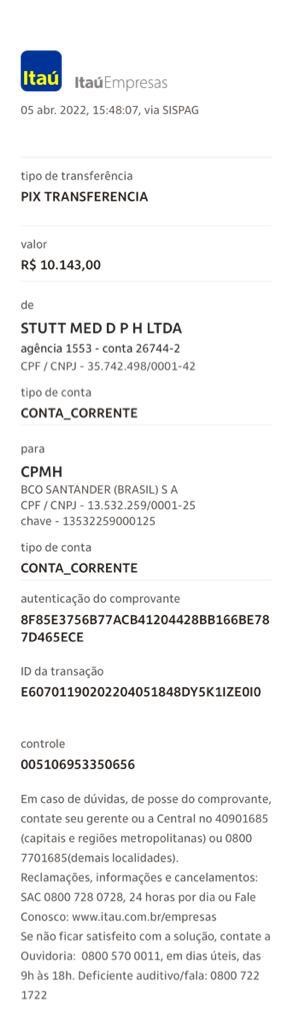 Itaú
ItaúEmpresas
05 abr. 2022, 15:48:07, via SISPAG
tipo de transferência
PIX TRANSFERENCIA
valor
R$ 10.143,00
de
STUTT MED D P H LTDA
agência 1553 - conta 26744-2
CPF / CNPJ - 35.742.498/0001-42
tipo de conta
CONTA_CORRENTE
para
CPMH
BCO SANTANDER (BRASIL) S A
CPF / CNPJ - 13.532.259/0001-25
chave - 13532259000125
tipo de conta
CONTA_CORRENTE
autenticação do comprovante
8F85E3756B77ACB41204428BB166BE78
7D465ECE
ID da transação
E60701190202204051848DY5K1IZE0I0
controle
005106953350656
Em caso de dúvidas, de posse do comprovante,
contate seu gerente ou a Central no 40901685
(capitais e regiões metropolitanas) ou 0800
7701685(demais localidades).
Reclamações, informações e cancelamentos:
SAC 0800 728 0728, 24 horas por dia ou Fale
Conosco: www.itau.com.br/empresas
Se não ficar satisfeito com a solução, contate a
Ouvidoria: 0800 570 0011, em dias úteis, das
9h às 18h. Deficiente auditivo/fala: 0800 722
1722